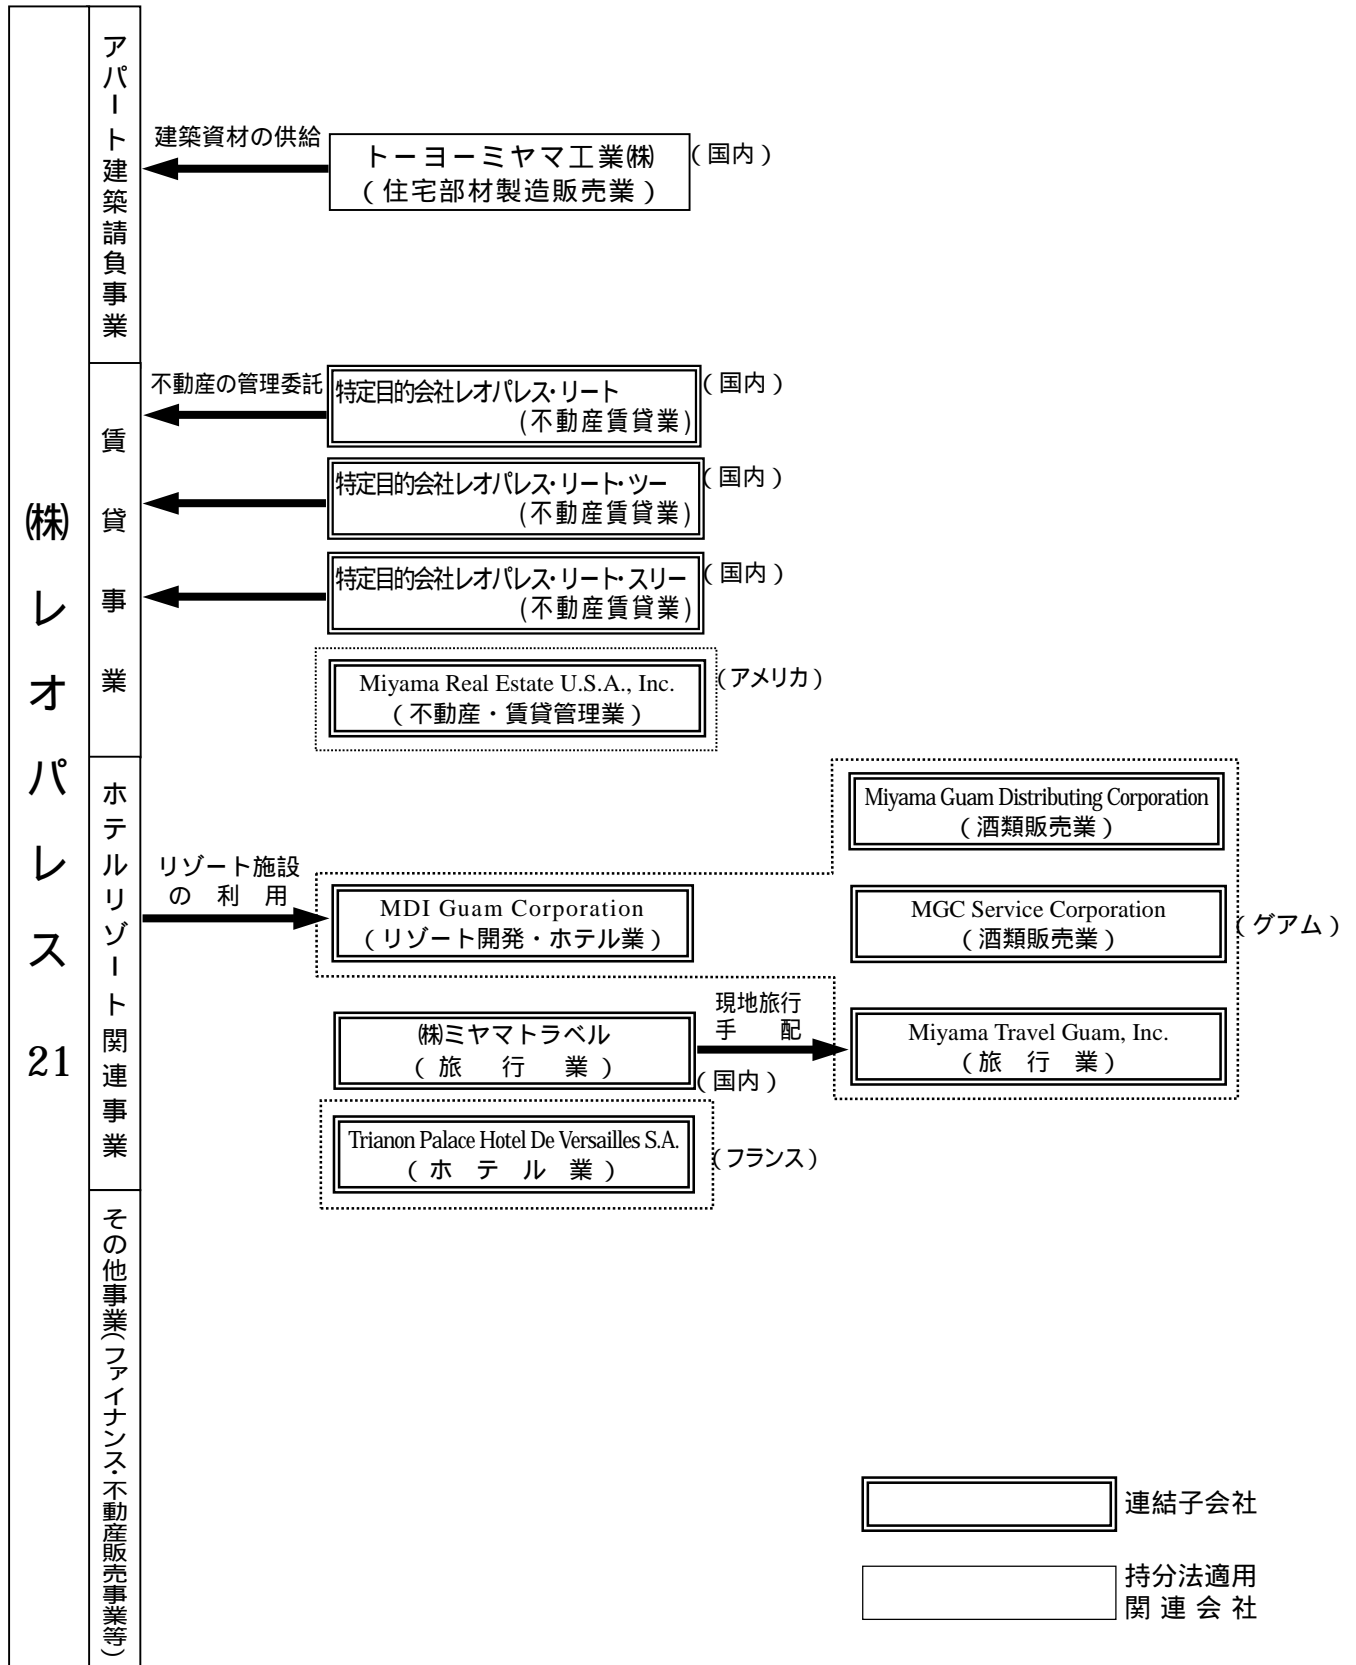 ㈱レオパレス21
アパート建築請負事業
建築資材の供給
トーヨーミヤマ工業㈱
(住宅部材製造販売業)
(国内)
賃貸事業
不動産の管理委託
特定目的会社レオパレス・リート
(不動産賃貸業)
(国内)
特定目的会社レオパレス・リート・ツー
(不動産賃貸業)
(国内)
特定目的会社レオパレス・リート・スリー
(不動産賃貸業)
(国内)
Miyama Real Estate U.S.A., Inc.
(不動産・賃貸管理業)
(アメリカ)
ホテルリゾート関連事業
リゾート施設
の利用
MDI Guam Corporation
(リゾート開発・ホテル業)
Miyama Guam Distributing Corporation
(酒類販売業)
MGC Service Corporation
(酒類販売業)
(グアム)
㈱ミヤマトラベル
(旅行業)
(国内)
現地旅行
手配
Miyama Travel Guam, Inc.
(旅行業)
Trianon Palace Hotel De Versailles S.A.
(ホテル業)
(フランス)
その他事業(ファイナンス・不動産販売事業等)
連結子会社
持分法適用
関連会社